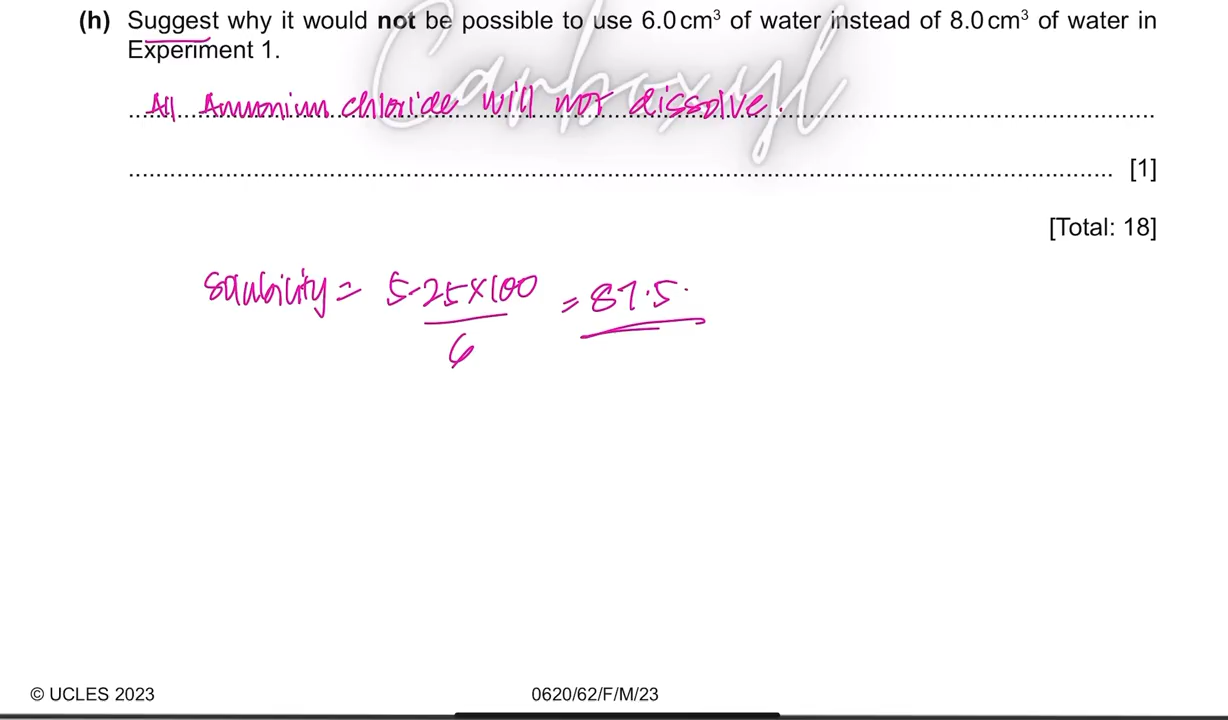 (h) Suggest why it would not be possible to use 6.0 cm³ of water instead of 8.0 cm³ of water in
Experiment 1.
Carboxyl
All Ammonium chloride will not dissolve.
[1]
[Total: 18]
Solubility = 5.25 × 100 / 6 = 87.5.
© UCLES 2023 0620/62/F/M/23